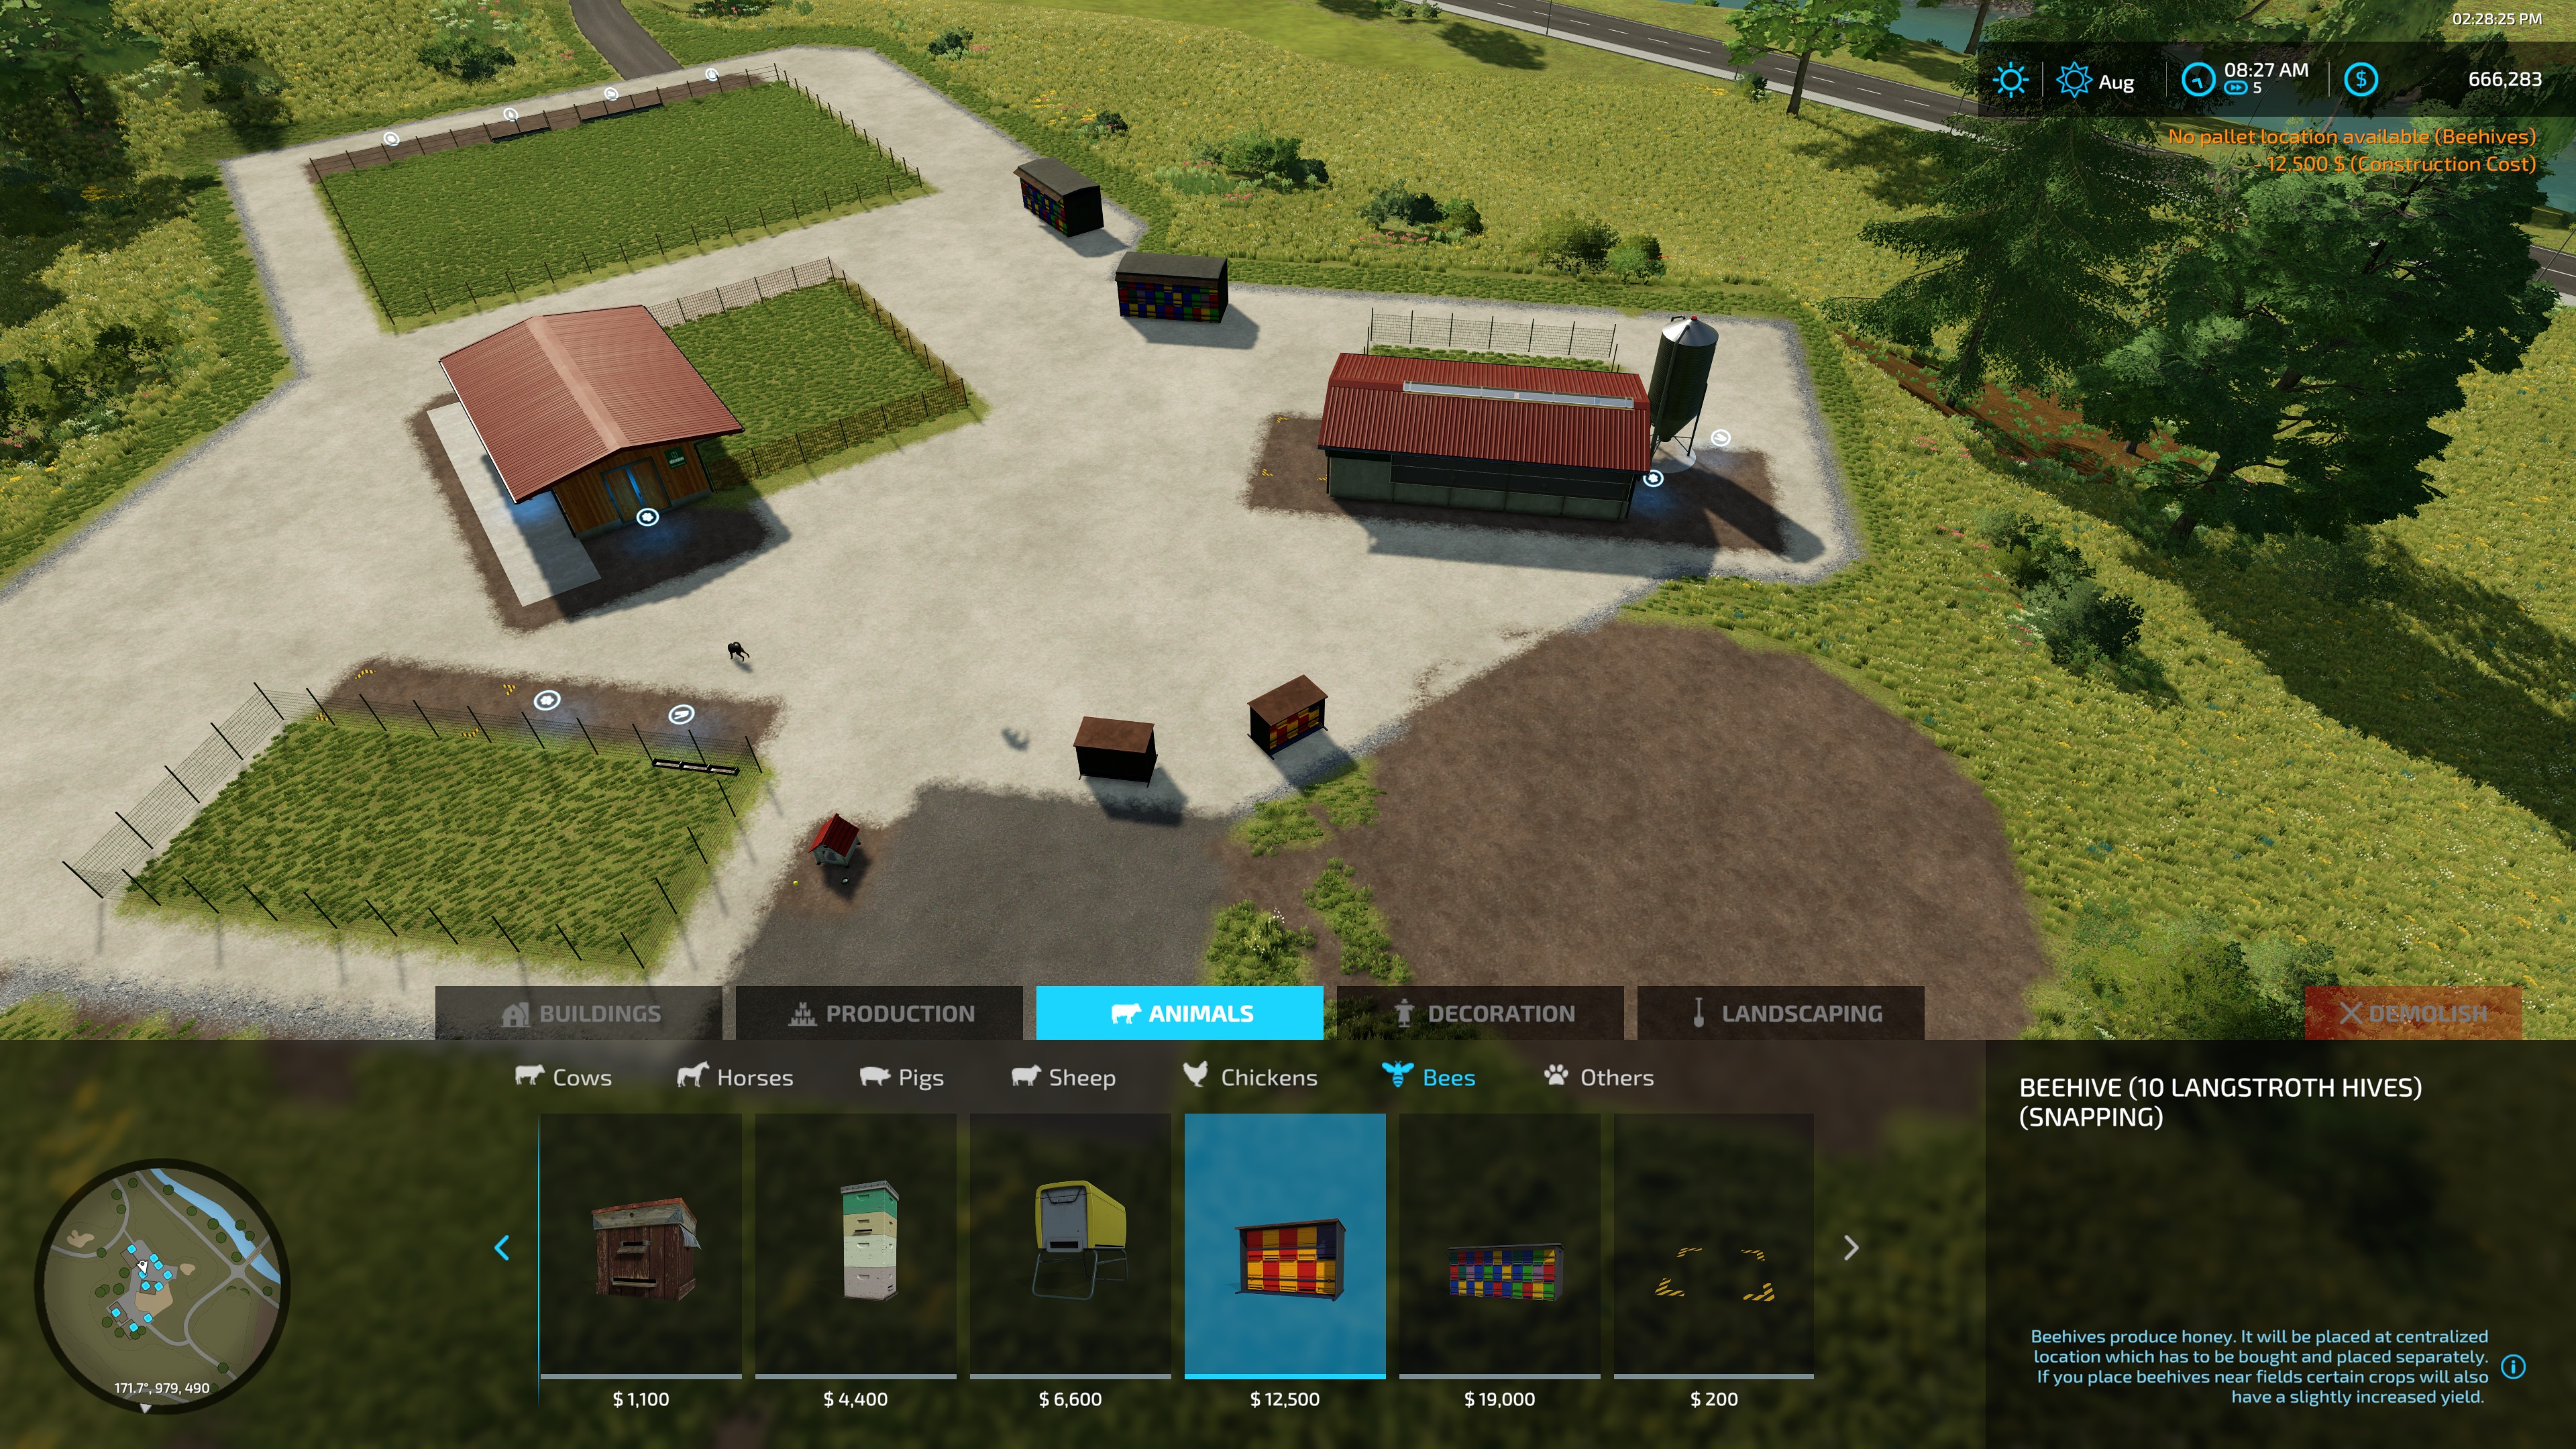 02:28:25 PM
Aug
08:27 AM
5
666,283
No pallet location available (Beehives)
- 12,500 $ (Construction Cost)
BUILDINGS
PRODUCTION
ANIMALS
DECORATION
LANDSCAPING
DEMOLISH
Cows
Horses
Pigs
Sheep
Chickens
Bees
Others
BEEHIVE (10 LANGSTROTH HIVES)
(SNAPPING)
$ 1,100
$ 4,400
$ 6,600
$ 12,500
$ 19,000
$ 200
Beehives produce honey. It will be placed at centralized
location which has to be bought and placed separately.
If you place beehives near fields certain crops will also
have a slightly increased yield.
171.7°, 979, 490